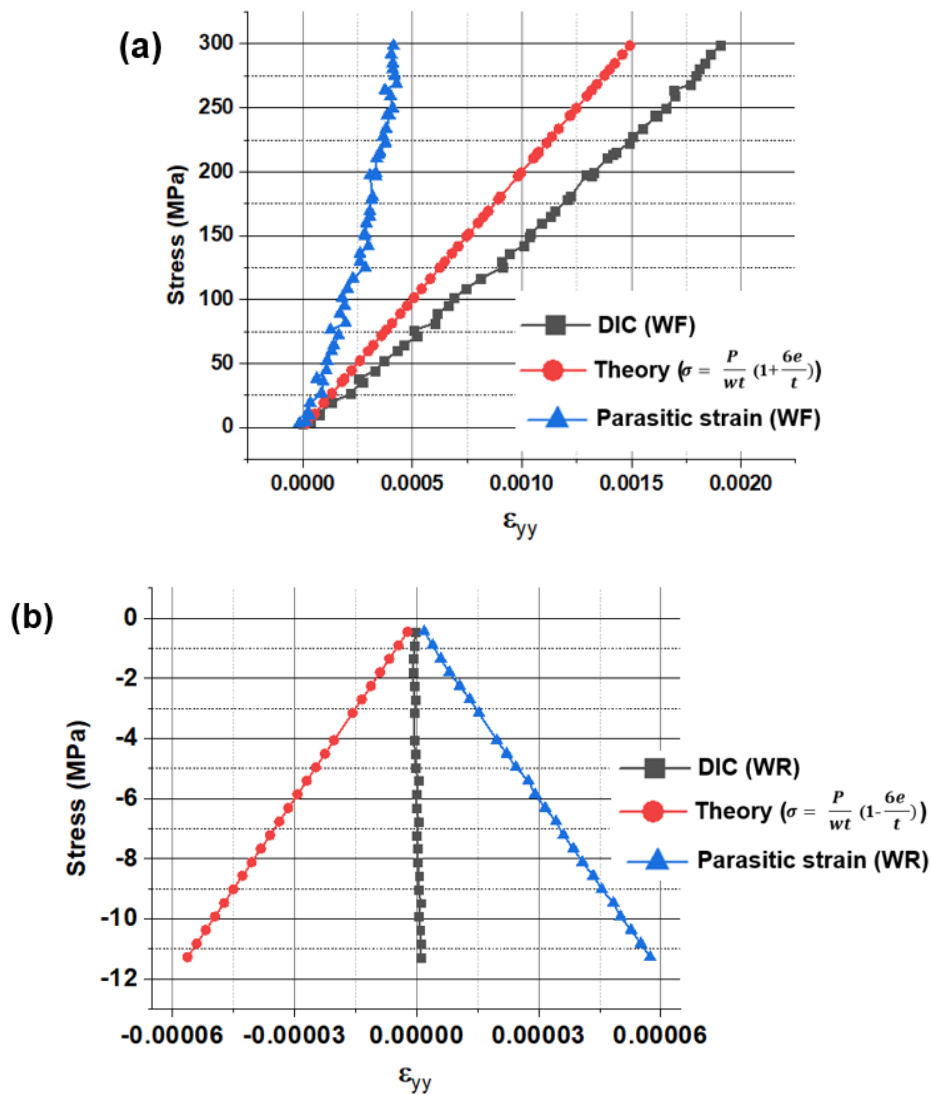 (a)
300
250
200
150
100
50
0
Stress (MPa)
0.0000 0.0005 0.0010 0.0015 0.0020
εyy
DIC (WF)
Theory (σ = P/wt (1+6e/t))
Parasitic strain (WF)
(b)
0
-2
-4
-6
-8
-10
-12
Stress (MPa)
-0.00006 -0.00003 0.00000 0.00003 0.00006
εyy
DIC (WR)
Theory (σ = P/wt (1-6e/t))
Parasitic strain (WR)